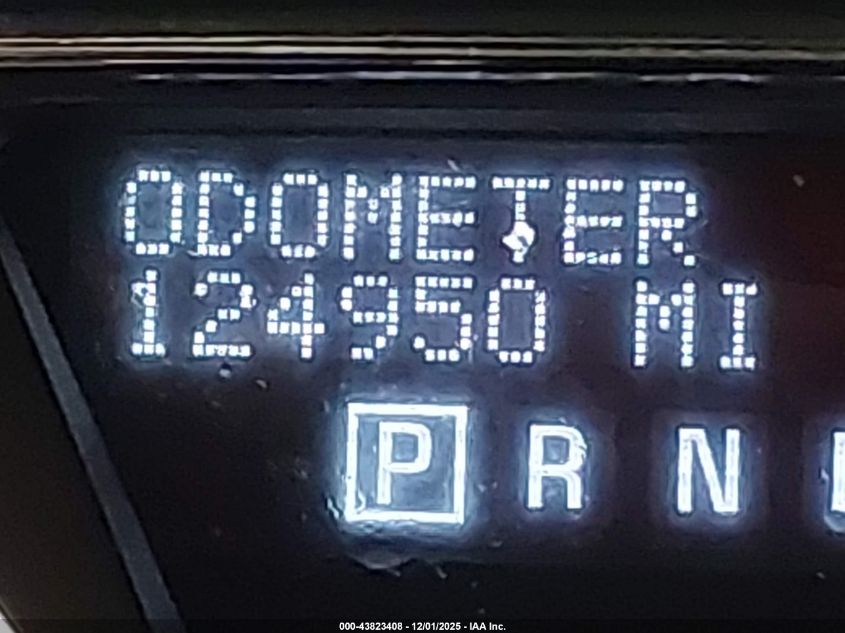 ODOMETER
124950 MI
P R N
000-43823408 - 12/01/2025 - IAA Inc.